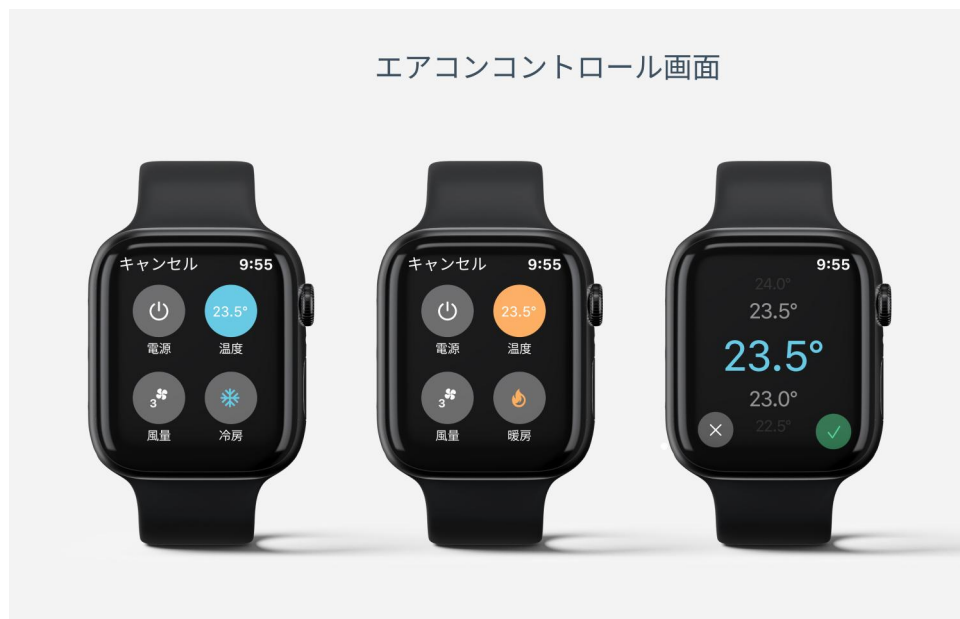 エアコンコントロール画面
キャンセル 9:55
23.5°
電源 温度
3
風量 冷房
キャンセル 9:55
23.5°
電源 温度
3
風量 暖房
9:55
24.0°
23.5°
23.5°
23.0°
22.5°